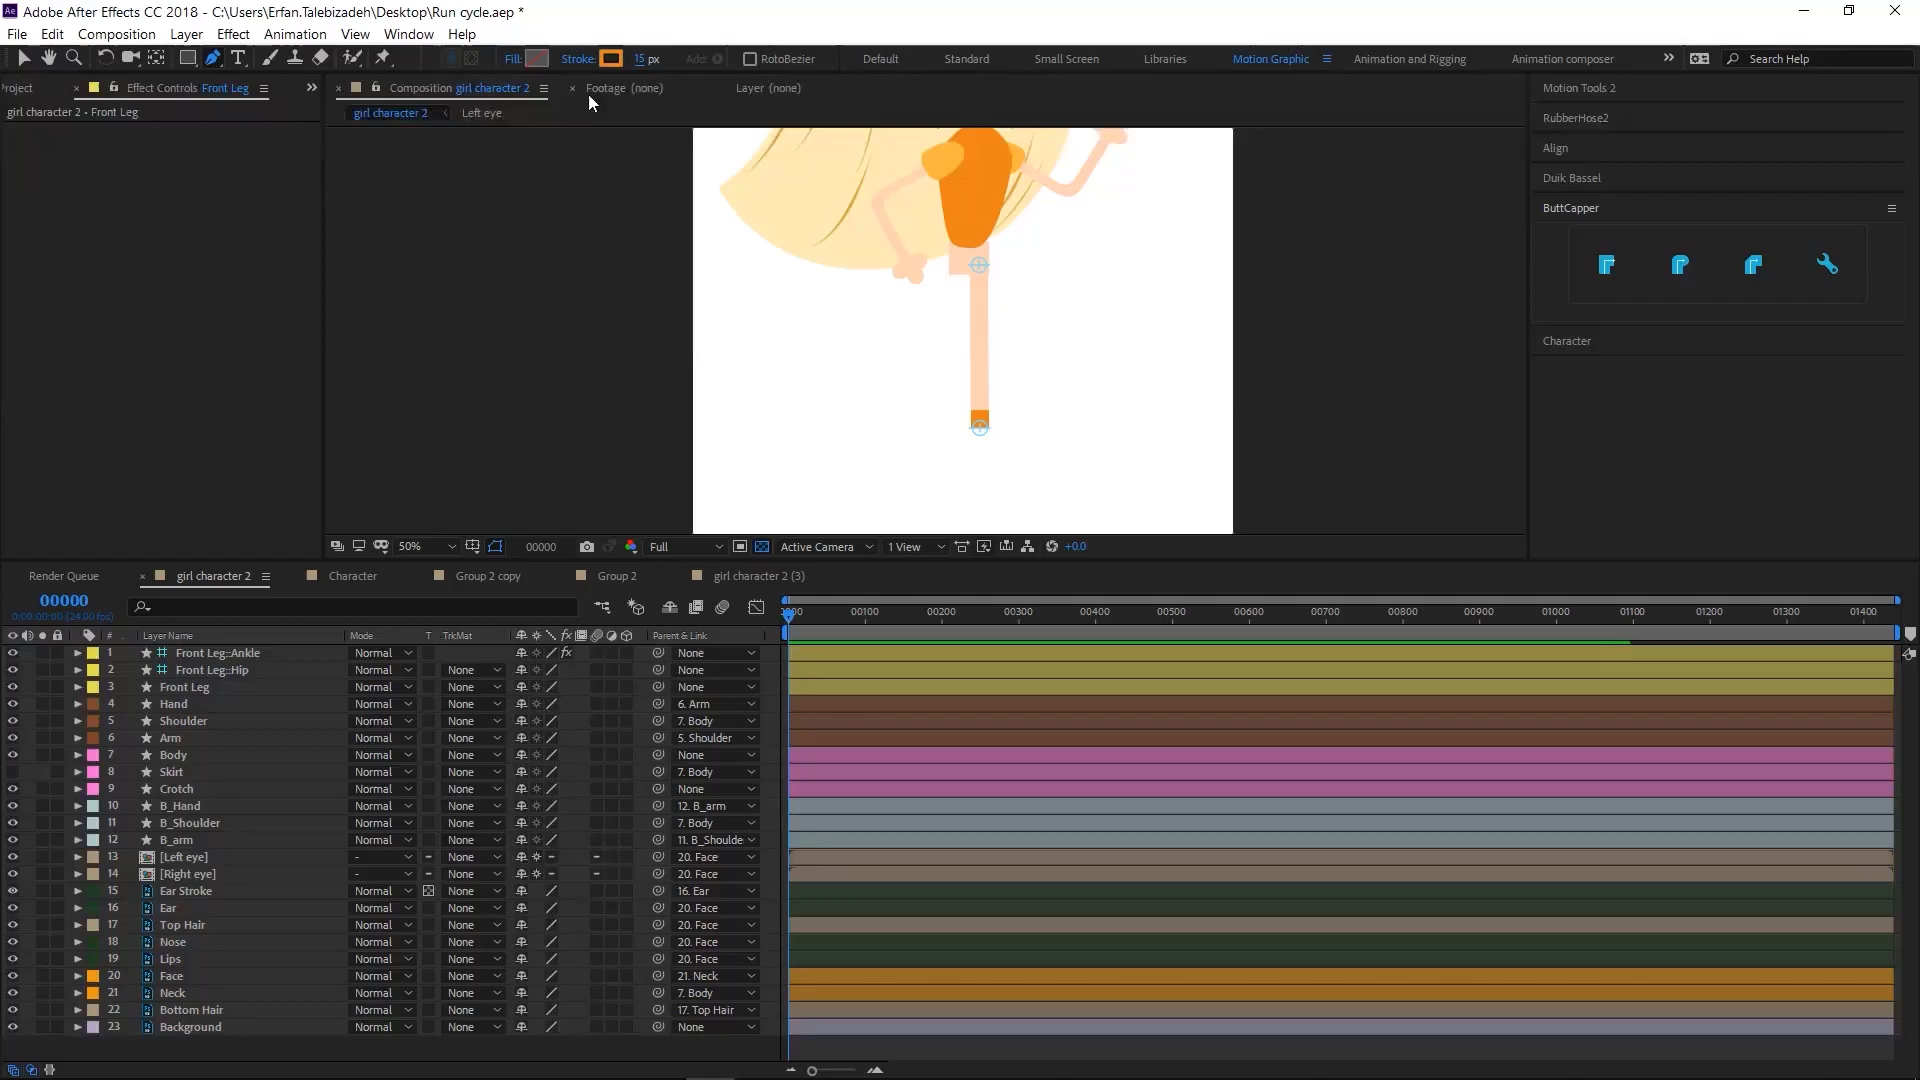 Adobe After Effects CC 2018 - C:\Users\Erfan.Talebizadeh\Desktop\Run cycle.aep *
File Edit Composition Layer Effect Animation View Window Help
Fill: Stroke: 15 px Add: RotoBezier Default Standard Small Screen Libraries Motion Graphic Animation and Rigging Animation composer Search Help
roject Effect Controls Front Leg Composition girl character 2 Footage (none) Layer (none) Motion Tools 2
girl character 2 • Front Leg girl character 2 Left eye
RubberHose2
Align
Duik Bassel
ButtCapper
Character
50% 00000 Full Active Camera 1 View +0.0
Render Queue girl character 2 Character Group 2 copy Group 2 girl character 2 (3)
00000
0:00:00:00 (24.00 fps)
00100 00200 00300 00400 00500 00600 00700 00800 00900 01000 01100 01200 01300 01400
# Layer Name Mode T TrkMat Parent & Link
1 Front Leg::Ankle Normal None
2 Front Leg::Hip Normal None None
3 Front Leg Normal None None
4 Hand Normal None 6. Arm
5 Shoulder Normal None 7. Body
6 Arm Normal None 5. Shoulder
7 Body Normal None None
8 Skirt Normal None 7. Body
9 Crotch Normal None None
10 B_Hand Normal None 12. B_arm
11 B_Shoulder Normal None 7. Body
12 B_arm Normal None 11. B_Shoulde
13 [Left eye] - None 20. Face
14 [Right eye] - None 20. Face
15 Ear Stroke Normal None 16. Ear
16 Ear Normal None 20. Face
17 Top Hair Normal None 20. Face
18 Nose Normal None 20. Face
19 Lips Normal None 20. Face
20 Face Normal None 21. Neck
21 Neck Normal None 7. Body
22 Bottom Hair Normal None 17. Top Hair
23 Background Normal None None